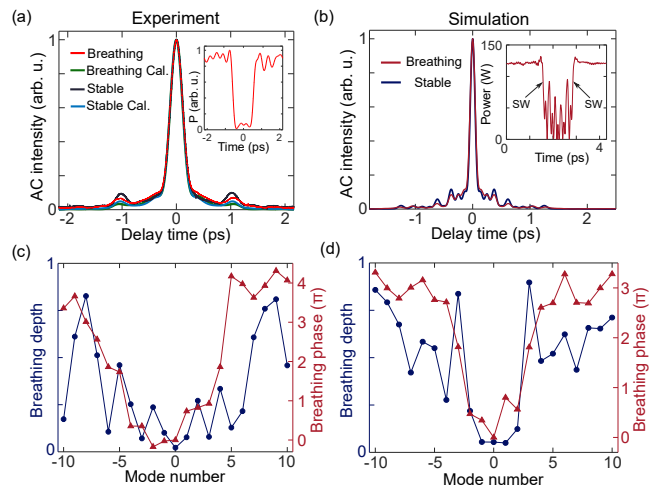 (a)
Experiment
AC intensity (arb. u.)
1
0
Breathing
Breathing Cal.
Stable
Stable Cal.
P (arb. u.)
1
0
-2 0 2
Time (ps)
-2 -1 0 1 2
Delay time (ps)
(b)
Simulation
AC intensity (arb. u.)
1
0
Breathing
Stable
Power (W)
150
0
SW
SW
0 4
Time (ps)
-2 0 2
Delay time (ps)
(c)
Breathing depth
1
0
Breathing phase (π)
4
3
2
1
0
-10 -5 0 5 10
Mode number
(d)
Breathing depth
1
0
Breathing phase (π)
3
2
1
0
-10 -5 0 5 10
Mode number